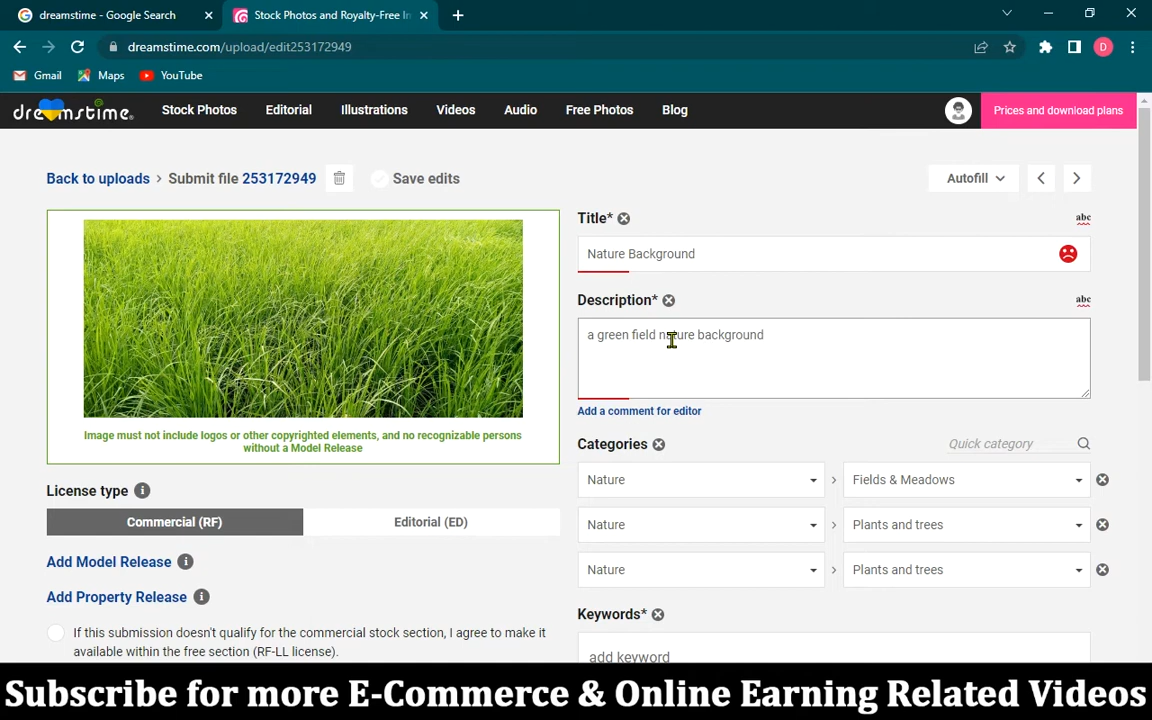 dreamstime - Google Search
Stock Photos and Royalty-Free In
dreamstime.com/upload/edit253172949
D
Gmail
Maps
YouTube
dreamstime.
Stock Photos
Editorial
Illustrations
Videos
Audio
Free Photos
Blog
Prices and download plans
Back to uploads > Submit file 253172949
Save edits
Autofill
Title*
abc
Nature Background
Description*
abc
a green field nature background
Add a comment for editor
Image must not include logos or other copyrighted elements, and no recognizable persons
without a Model Release
Categories
Quick category
Nature > Fields & Meadows
Nature > Plants and trees
Nature > Plants and trees
License type
Commercial (RF)
Editorial (ED)
Add Model Release
Add Property Release
If this submission doesn't qualify for the commercial stock section, I agree to make it
available within the free section (RF-LL license).
Keywords*
add keyword
Subscribe for more E-Commerce & Online Earning Related Videos